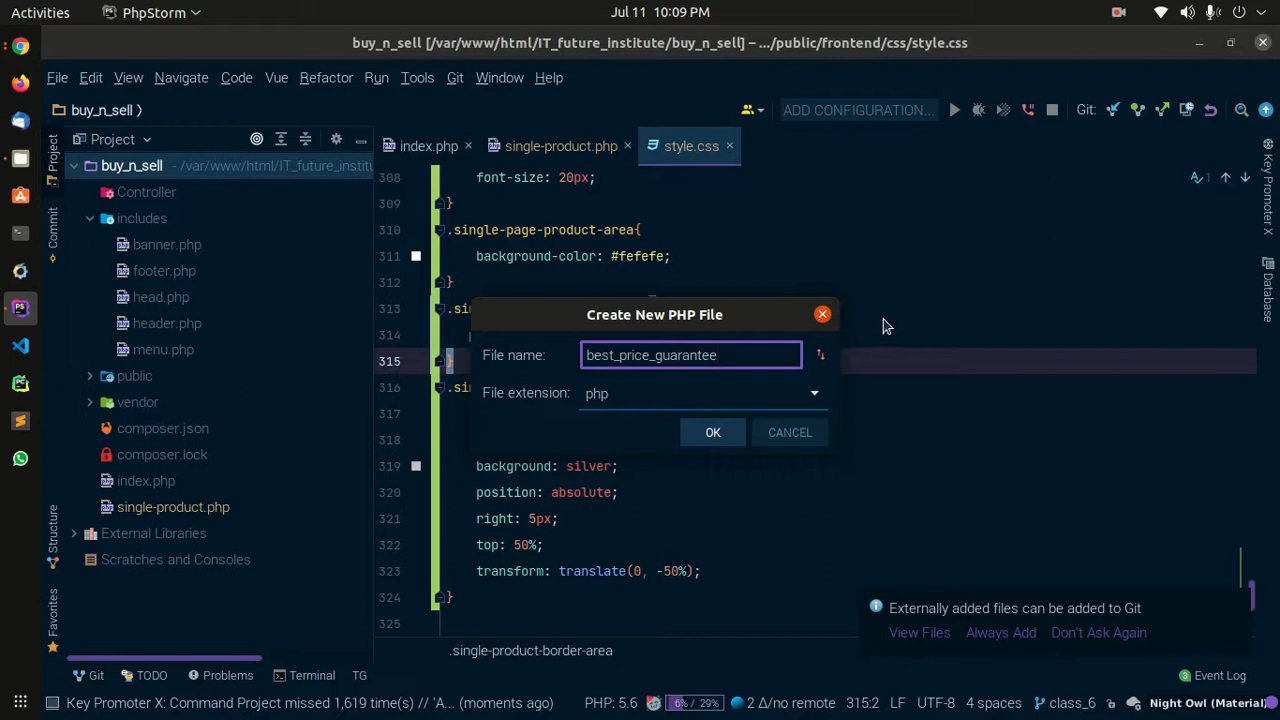 Activities PhpStorm Jul 11 10:09 PM
buy_n_sell [/var/www/html/IT_future_institute/buy_n_sell] – .../public/frontend/css/style.css
File Edit View Navigate Code Vue Refactor Run Tools Git Window Help
buy_n_sell ADD CONFIGURATION... Git:
Project index.php single-product.php style.css
buy_n_sell - /var/www/html/IT_future_institu
Controller
includes
banner.php
footer.php
head.php
header.php
menu.php
public
vendor
composer.json
composer.lock
index.php
single-product.php
External Libraries
Scratches and Consoles
Project
Commit
Structure
Favorites
308 font-size: 20px;
309 }
310 .single-page-product-area{
311 background-color: #fefefe;
312 }
313 .sin
314
315 }
316 .sin
317
318
319 background: silver;
320 position: absolute;
321 right: 5px;
322 top: 50%;
323 transform: translate(0, -50%);
324 }
325
1
Create New PHP File
File name: best_price_guarantee
File extension: php
OK CANCEL
Key Promoter X
Database
Externally added files can be added to Git
View Files Always Add Don't Ask Again
.single-product-border-area
Git TODO Problems Terminal TG Event Log
Key Promoter X: Command Project missed 1,619 time(s) // 'A... (moments ago) PHP: 5.6 6% / 29% 2 Δ/no remote 315:2 LF UTF-8 4 spaces class_6 Night Owl (Material)